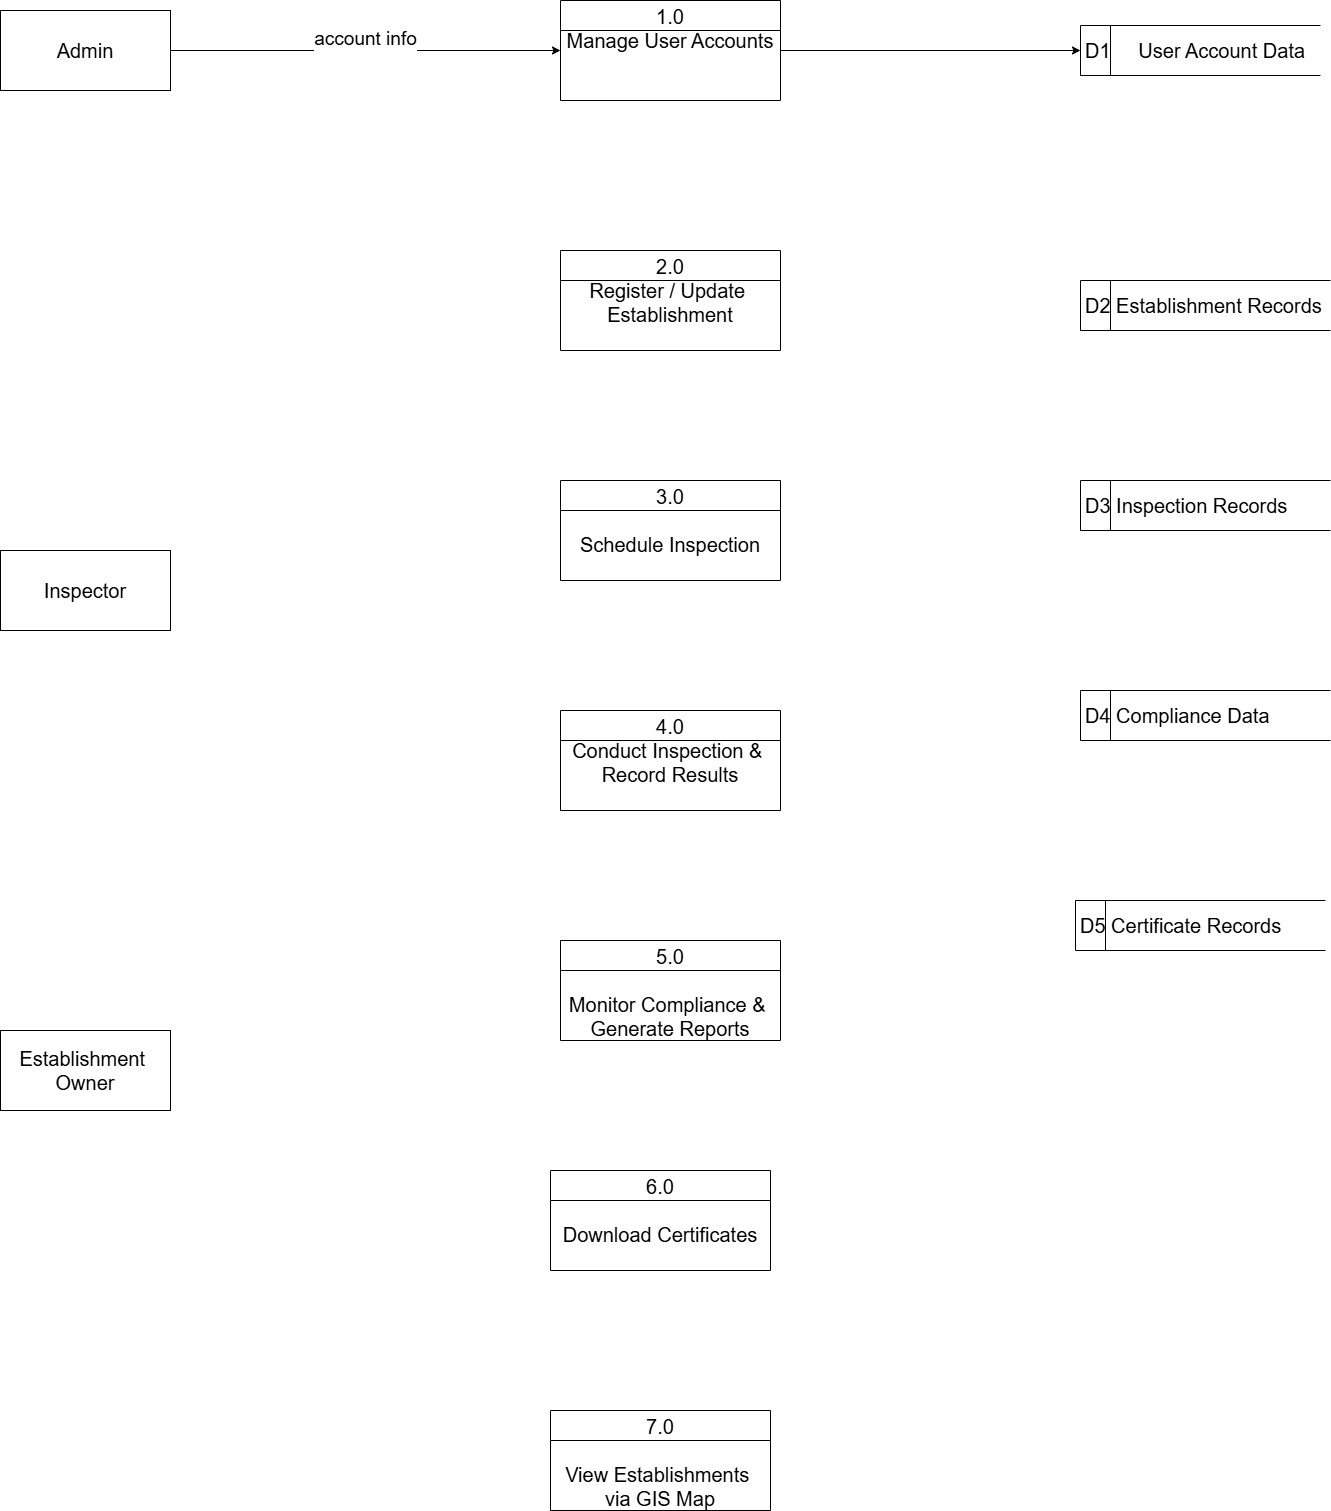 Admin
account info
1.0
Manage User Accounts
D1
User Account Data
2.0
Register / Update
Establishment
D2
Establishment Records
3.0
Schedule Inspection
D3
Inspection Records
Inspector
4.0
Conduct Inspection &
Record Results
D4
Compliance Data
D5
Certificate Records
5.0
Monitor Compliance &
Generate Reports
Establishment
Owner
6.0
Download Certificates
7.0
View Establishments
via GIS Map